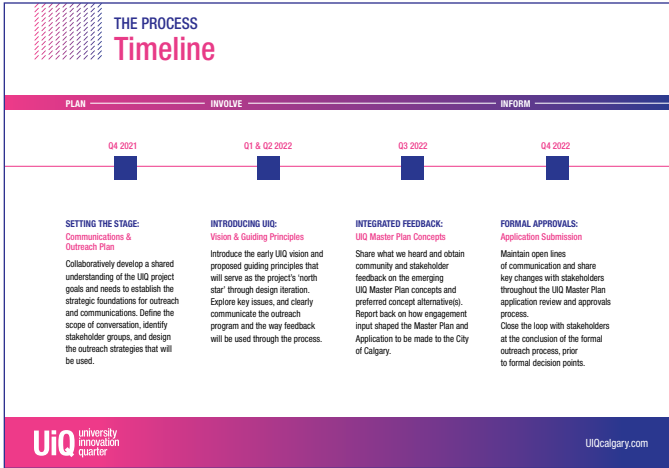 THE PROCESS
Timeline
PLAN
INVOLVE
INFORM
Q4 2021
Q1 & Q2 2022
Q3 2022
Q4 2022
SETTING THE STAGE:
Communications &
Outreach Plan
Collaboratively develop a shared
understanding of the UIQ project
goals and needs to establish the
strategic foundations for outreach
and communications. Define the
scope of conversation, identify
stakeholder groups, and design
the outreach strategies that will
be used.
INTRODUCING UIQ:
Vision & Guiding Principles
Introduce the early UIQ vision and
proposed guiding principles that
will serve as the project's 'north
star' through design iteration.
Explore key issues, and clearly
communicate the outreach
program and the way feedback
will be used through the process.
INTEGRATED FEEDBACK:
UIQ Master Plan Concepts
Share what we heard and obtain
community and stakeholder
feedback on the emerging
UIQ Master Plan concepts and
preferred concept alternative(s).
Report back on how engagement
input shaped the Master Plan and
Application to be made to the City
of Calgary.
FORMAL APPROVALS:
Application Submission
Maintain open lines
of communication and share
key changes with stakeholders
throughout the UIQ Master Plan
application review and approvals
process.
Close the loop with stakeholders
at the conclusion of the formal
outreach process, prior
to formal decision points.
UiQ
university
innovation
quarter
UIQcalgary.com